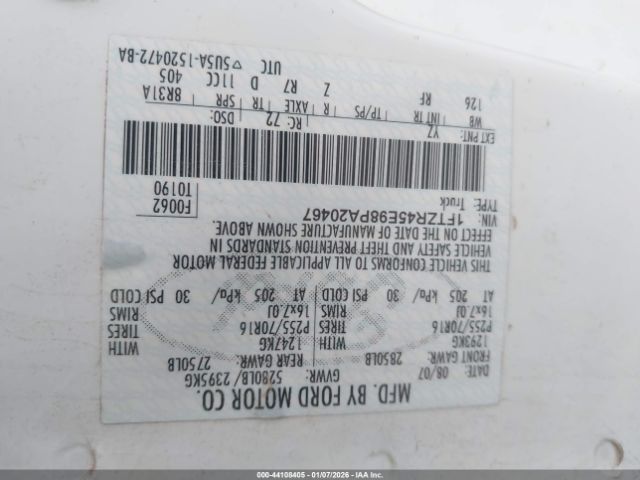 MFD. BY FORD MOTOR CO.
DATE: 08/07 GVWR: 5280LB/2395KG
FRONT GAWR: 2850LB REAR GAWR: 2750LB
1293KG WITH 1247KG WITH
P255/70R16 TIRES P255/70R16 TIRES
16x7.0J RIMS 16x7.0J RIMS
AT 205 kPa/ 30 PSI COLD AT 205 kPa/ 30 PSI COLD
THIS VEHICLE CONFORMS TO ALL APPLICABLE FEDERAL MOTOR
VEHICLE SAFETY AND THEFT PREVENTION STANDARDS IN
EFFECT ON THE DATE OF MANUFACTURE SHOWN ABOVE.
VIN: 1FTZR45E98PA20467
TYPE: Truck
F0062
T0190
EXT PNT: YZ RC: 72 DSO:
WB INT TR TP/PS R AXLE TR SPR 8R31A
126 RF Z R7 D 11CC 405
UTC ▽5U5A-1520472-BA
000-44108405 - 01/07/2026 - IAA.com